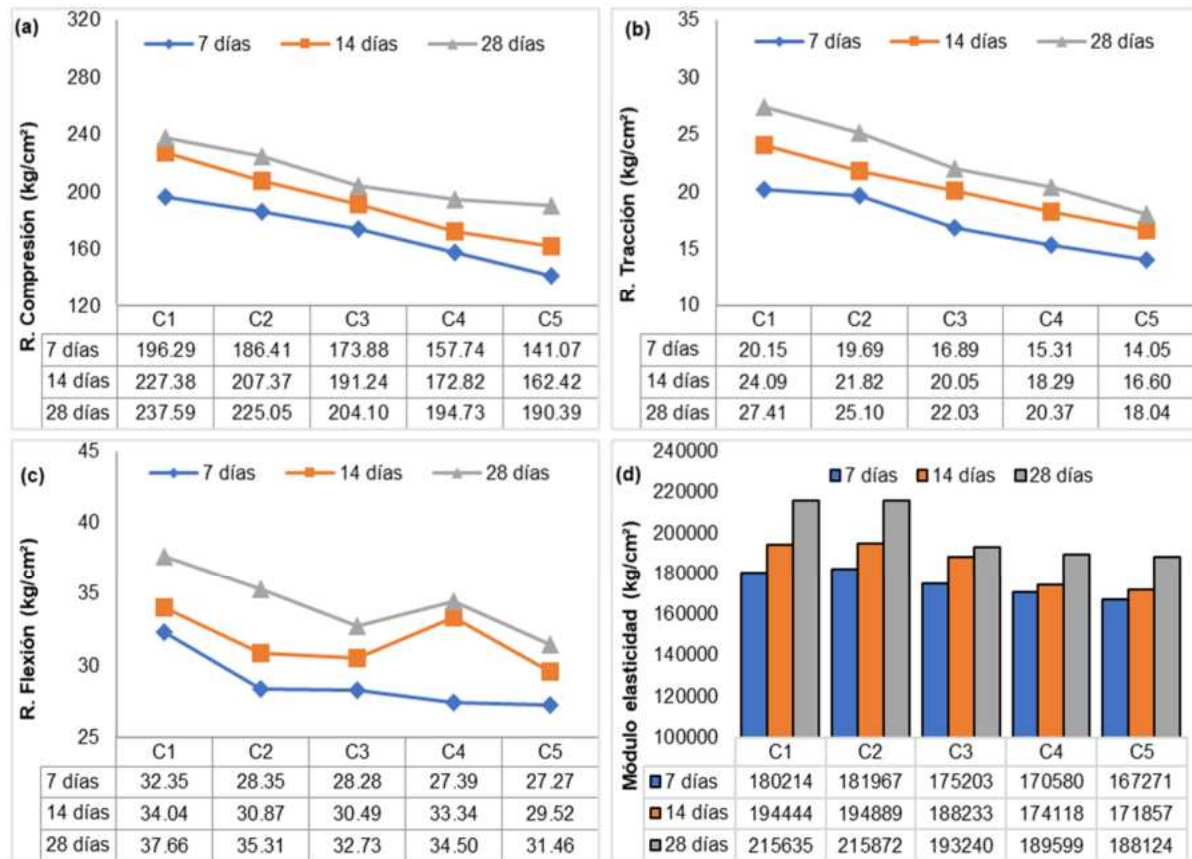 (a)
7 días 14 días 28 días
R. Compresión (kg/cm²)
320
280
240
200
160
120
C1 C2 C3 C4 C5
7 días 196.29 186.41 173.88 157.74 141.07
14 días 227.38 207.37 191.24 172.82 162.42
28 días 237.59 225.05 204.10 194.73 190.39
(b)
7 días 14 días 28 días
R. Tracción (kg/cm²)
35
30
25
20
15
10
C1 C2 C3 C4 C5
7 días 20.15 19.69 16.89 15.31 14.05
14 días 24.09 21.82 20.05 18.29 16.60
28 días 27.41 25.10 22.03 20.37 18.04
(c)
7 días 14 días 28 días
R. Flexión (kg/cm²)
45
40
35
30
25
C1 C2 C3 C4 C5
7 días 32.35 28.35 28.28 27.39 27.27
14 días 34.04 30.87 30.49 33.34 29.52
28 días 37.66 35.31 32.73 34.50 31.46
(d)
7 días 14 días 28 días
Módulo elasticidad (kg/cm²)
240000
220000
200000
180000
160000
140000
120000
100000
C1 C2 C3 C4 C5
7 días 180214 181967 175203 170580 167271
14 días 194444 194889 188233 174118 171857
28 días 215635 215872 193240 189599 188124